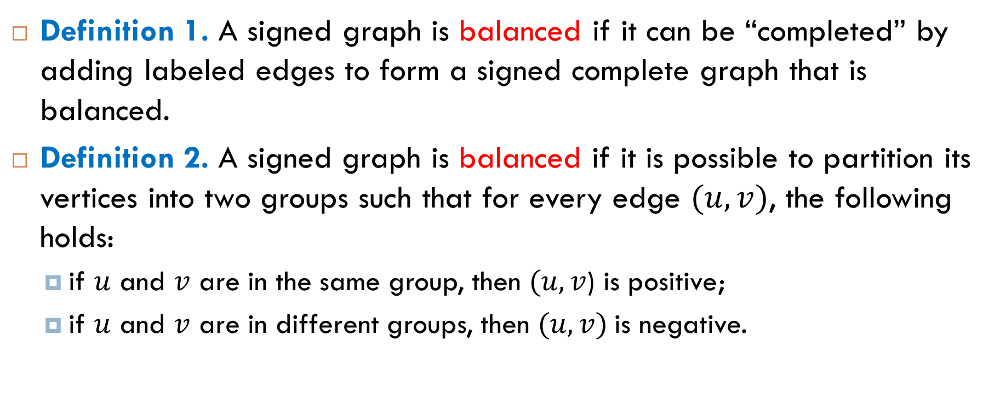 Definition 1. A signed graph is balanced if it can be “completed” by
adding labeled edges to form a signed complete graph that is
balanced.
Definition 2. A signed graph is balanced if it is possible to partition its
vertices into two groups such that for every edge (𝑢, 𝑣), the following
holds:
if 𝑢 and 𝑣 are in the same group, then (𝑢, 𝑣) is positive;
if 𝑢 and 𝑣 are in different groups, then (𝑢, 𝑣) is negative.